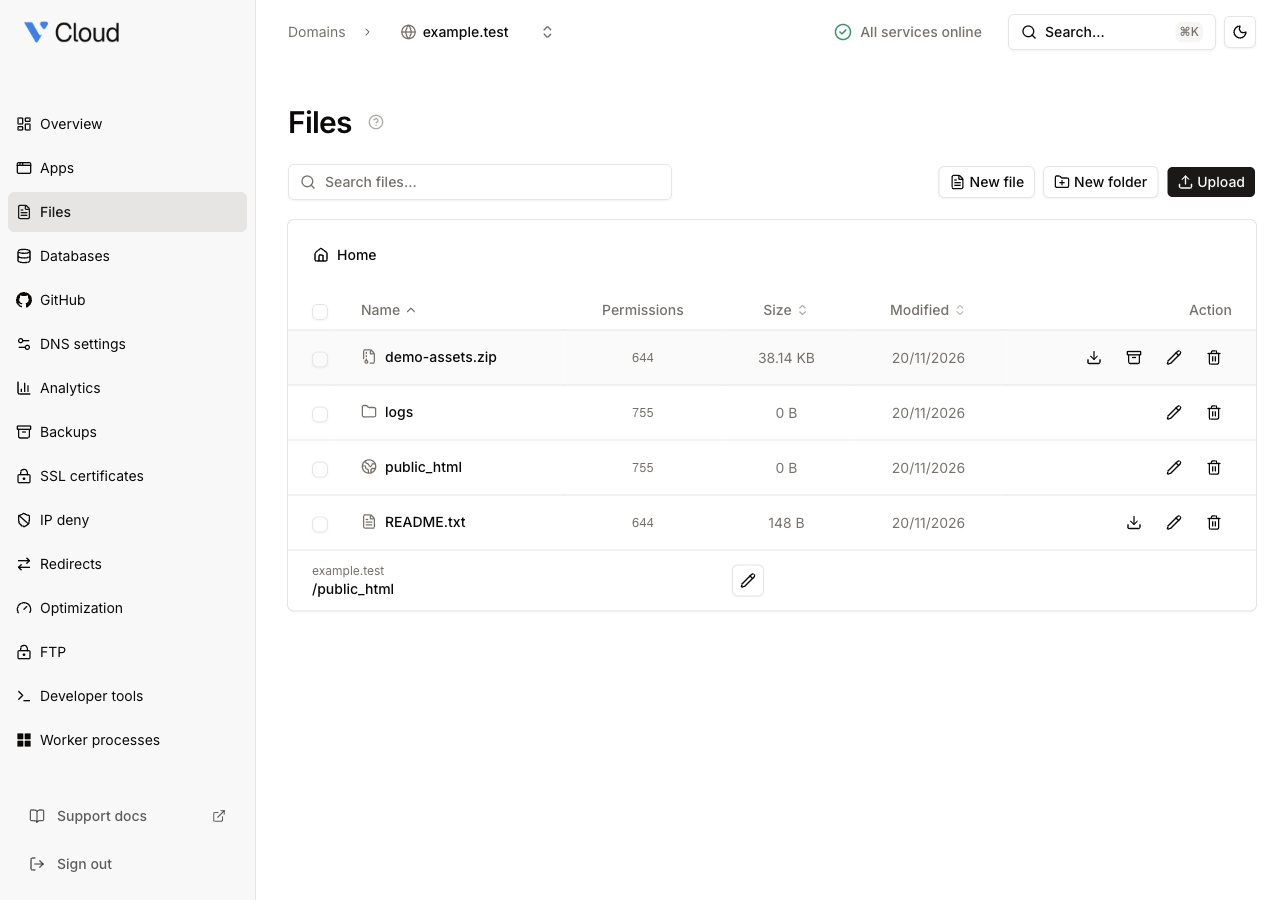 Cloud
Domains
example.test
All services online
Search...
⌘K
Overview
Apps
Files
Databases
GitHub
DNS settings
Analytics
Backups
SSL certificates
IP deny
Redirects
Optimization
FTP
Developer tools
Worker processes
Support docs
Sign out
Files
Search files...
New file
New folder
Upload
Home
Name Permissions Size Modified Action
demo-assets.zip 644 38.14 KB 20/11/2026
logs 755 0 B 20/11/2026
public_html 755 0 B 20/11/2026
README.txt 644 148 B 20/11/2026
example.test
/public_html